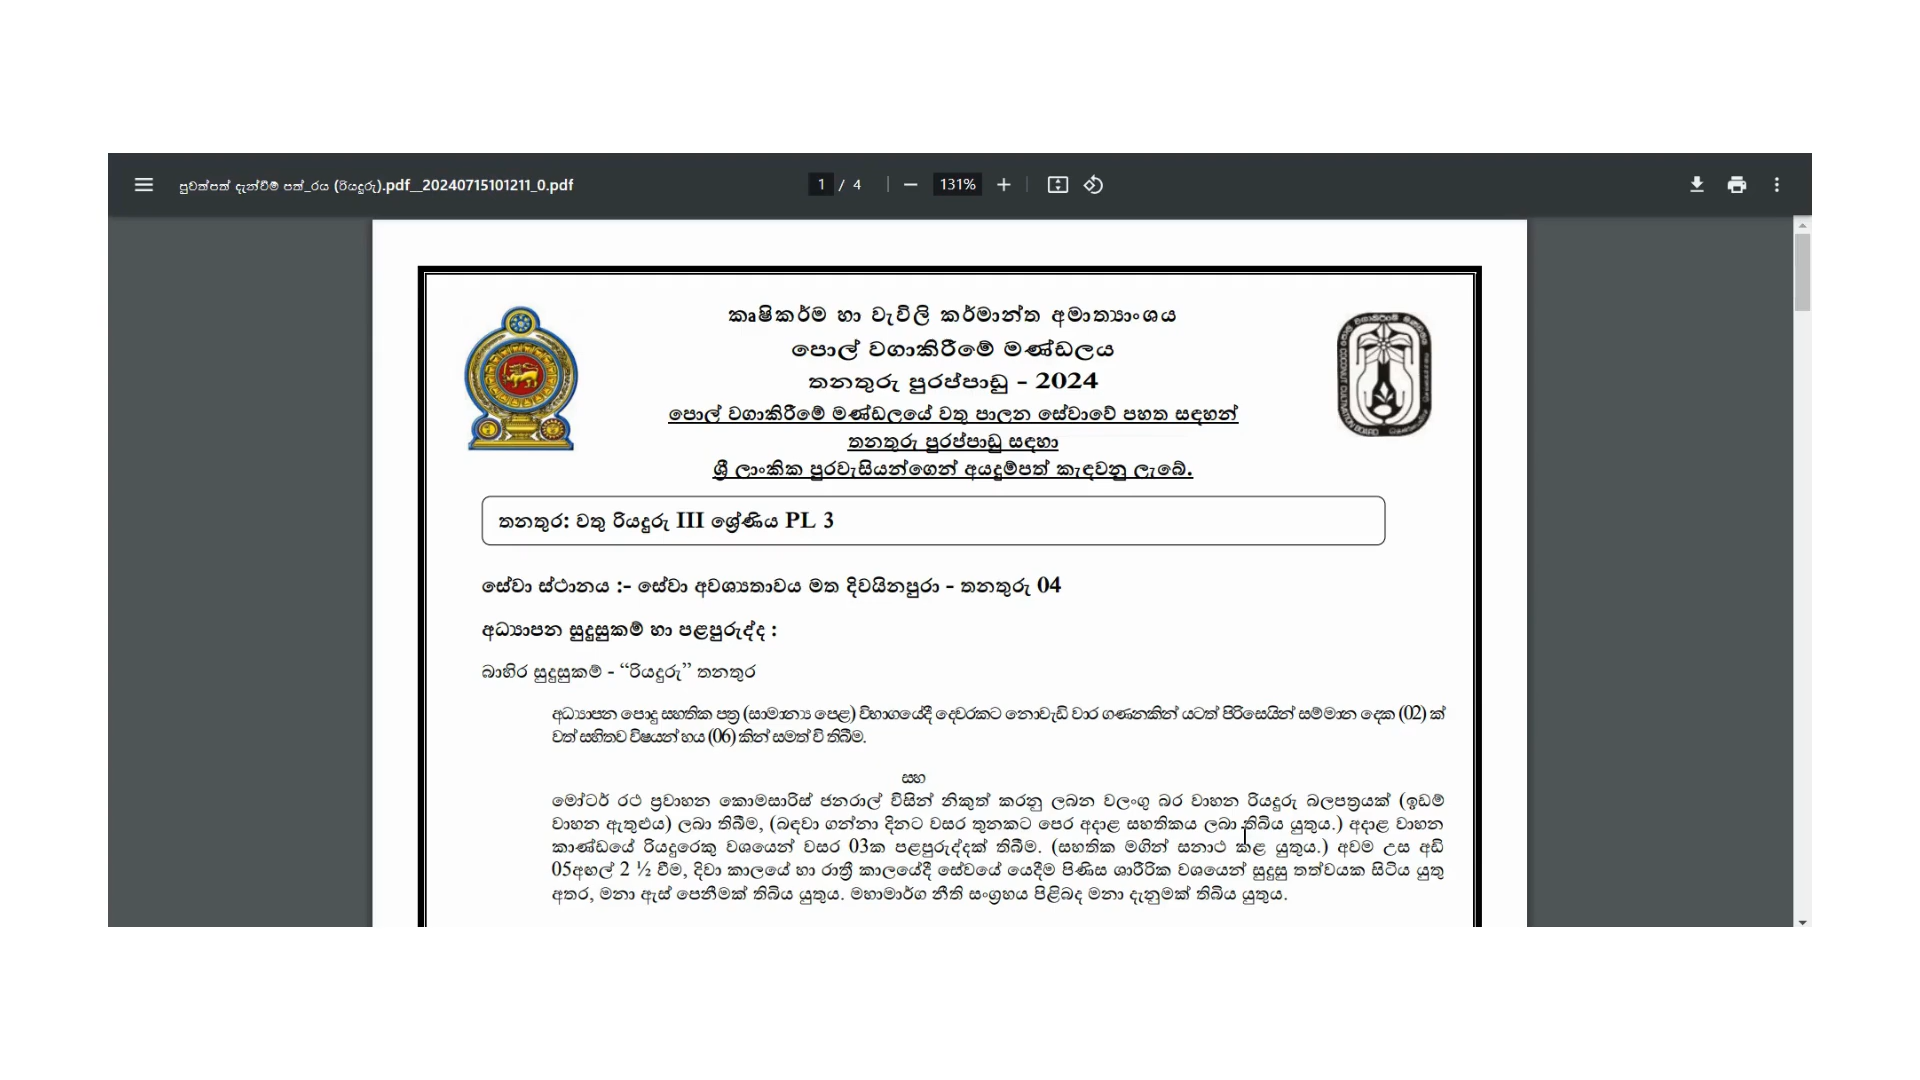 පුවත්පත් දැන්වීම් පත්_රය (රියදුරු).pdf_20240715101211_0.pdf
1 / 4
131%
කෘෂිකර්ම හා වැවිලි කර්මාන්ත අමාත්‍යාංශය
පොල් වගාකිරීමේ මණ්ඩලය
තනතුරු පුරප්පාඩු - 2024
පොල් වගාකිරීමේ මණ්ඩලයේ වතු පාලන සේවාවේ පහත සඳහන්
තනතුරු පුරප්පාඩු සඳහා
ශ්‍රී ලාංකික පුරවැසියන්ගෙන් අයදුම්පත් කැඳවනු ලැබේ.
COCONUT CULTIVATION BOARD
තනතුර: වතු රියදුරු III ශ්‍රේණිය PL 3
සේවා ස්ථානය :- සේවා අවශ්‍යතාවය මත දිවයිනපුරා - තනතුරු 04
අධ්‍යාපන සුදුසුකම් හා පළපුරුද්ද :
බාහිර සුදුසුකම් - “රියදුරු” තනතුර
අධ්‍යාපන පොදු සහතික පත්‍ර (සාමාන්‍ය පෙළ) විභාගයේදී දෙවරකට නොවැඩි වාර ගණනකින් යටත් පිරිසෙයින් සම්මාන දෙක (02) ක්
වත් සහිතව විෂයන් හය (06) කින් සමත් වි තිබීම.
සහ
මෝටර් රථ ප්‍රවාහන කොමසාරිස් ජනරාල් විසින් නිකුත් කරනු ලබන වලංගු බර වාහන රියදුරු බලපත්‍රයක් (ඉඩම්
වාහන ඇතුළුය) ලබා තිබීම, (බඳවා ගන්නා දිනට වසර තුනකට පෙර අදාළ සහතිකය ලබා තිබිය යුතුය.) අදාළ වාහන
කාණ්ඩයේ රියදුරෙකු වශයෙන් වසර 03ක පළපුරුද්දක් තිබීම. (සහතික මගින් සනාථ කළ යුතුය.) අවම උස අඩි
05අඟල් 2 ½ වීම, දිවා කාලයේ හා රාත්‍රී කාලයේදී සේවයේ යෙදීම පිණිස ශාරීරික වශයෙන් සුදුසු තත්වයක සිටිය යුතු
අතර, මනා ඇස් පෙනීමක් තිබිය යුතුය. මහාමාර්ග නීති සංග්‍රහය පිළිබද මනා දැනුමක් තිබිය යුතුය.